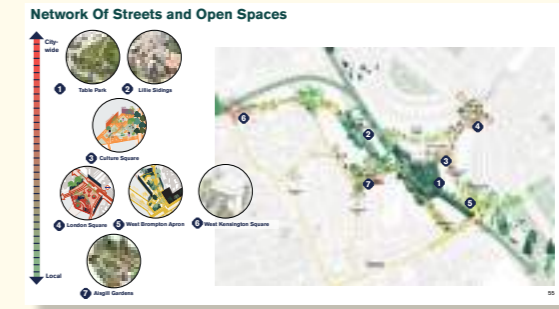 Network Of Streets and Open Spaces
City-
wide
1 Table Park
2 Lillie Sidings
3 Culture Square
4 London Square
5 West Brompton Apron
6 West Kensington Square
7 Aisgill Gardens
Local
6
2
4
3
7
1
5
55